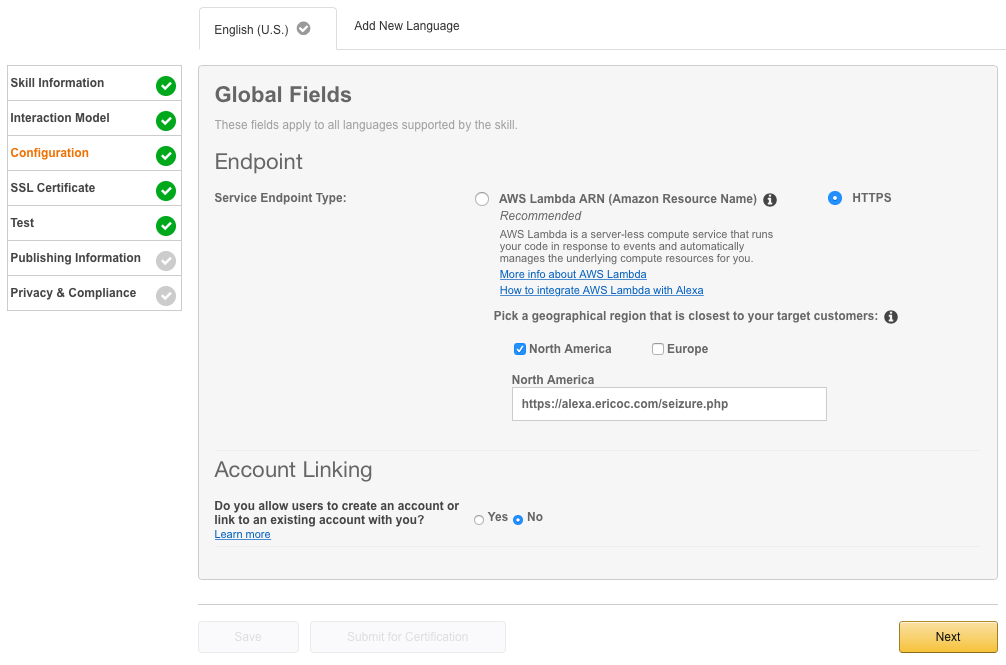 English (U.S.)
Add New Language
Skill Information
Interaction Model
Configuration
SSL Certificate
Test
Publishing Information
Privacy & Compliance
Global Fields
These fields apply to all languages supported by the skill.
Endpoint
Service Endpoint Type:
AWS Lambda ARN (Amazon Resource Name)
HTTPS
Recommended
AWS Lambda is a server-less compute service that runs
your code in response to events and automatically
manages the underlying compute resources for you.
More info about AWS Lambda
How to integrate AWS Lambda with Alexa
Pick a geographical region that is closest to your target customers:
North America
Europe
North America
https://alexa.ericoc.com/seizure.php
Account Linking
Do you allow users to create an account or
link to an existing account with you?
Learn more
Yes
No
Save
Submit for Certification
Next